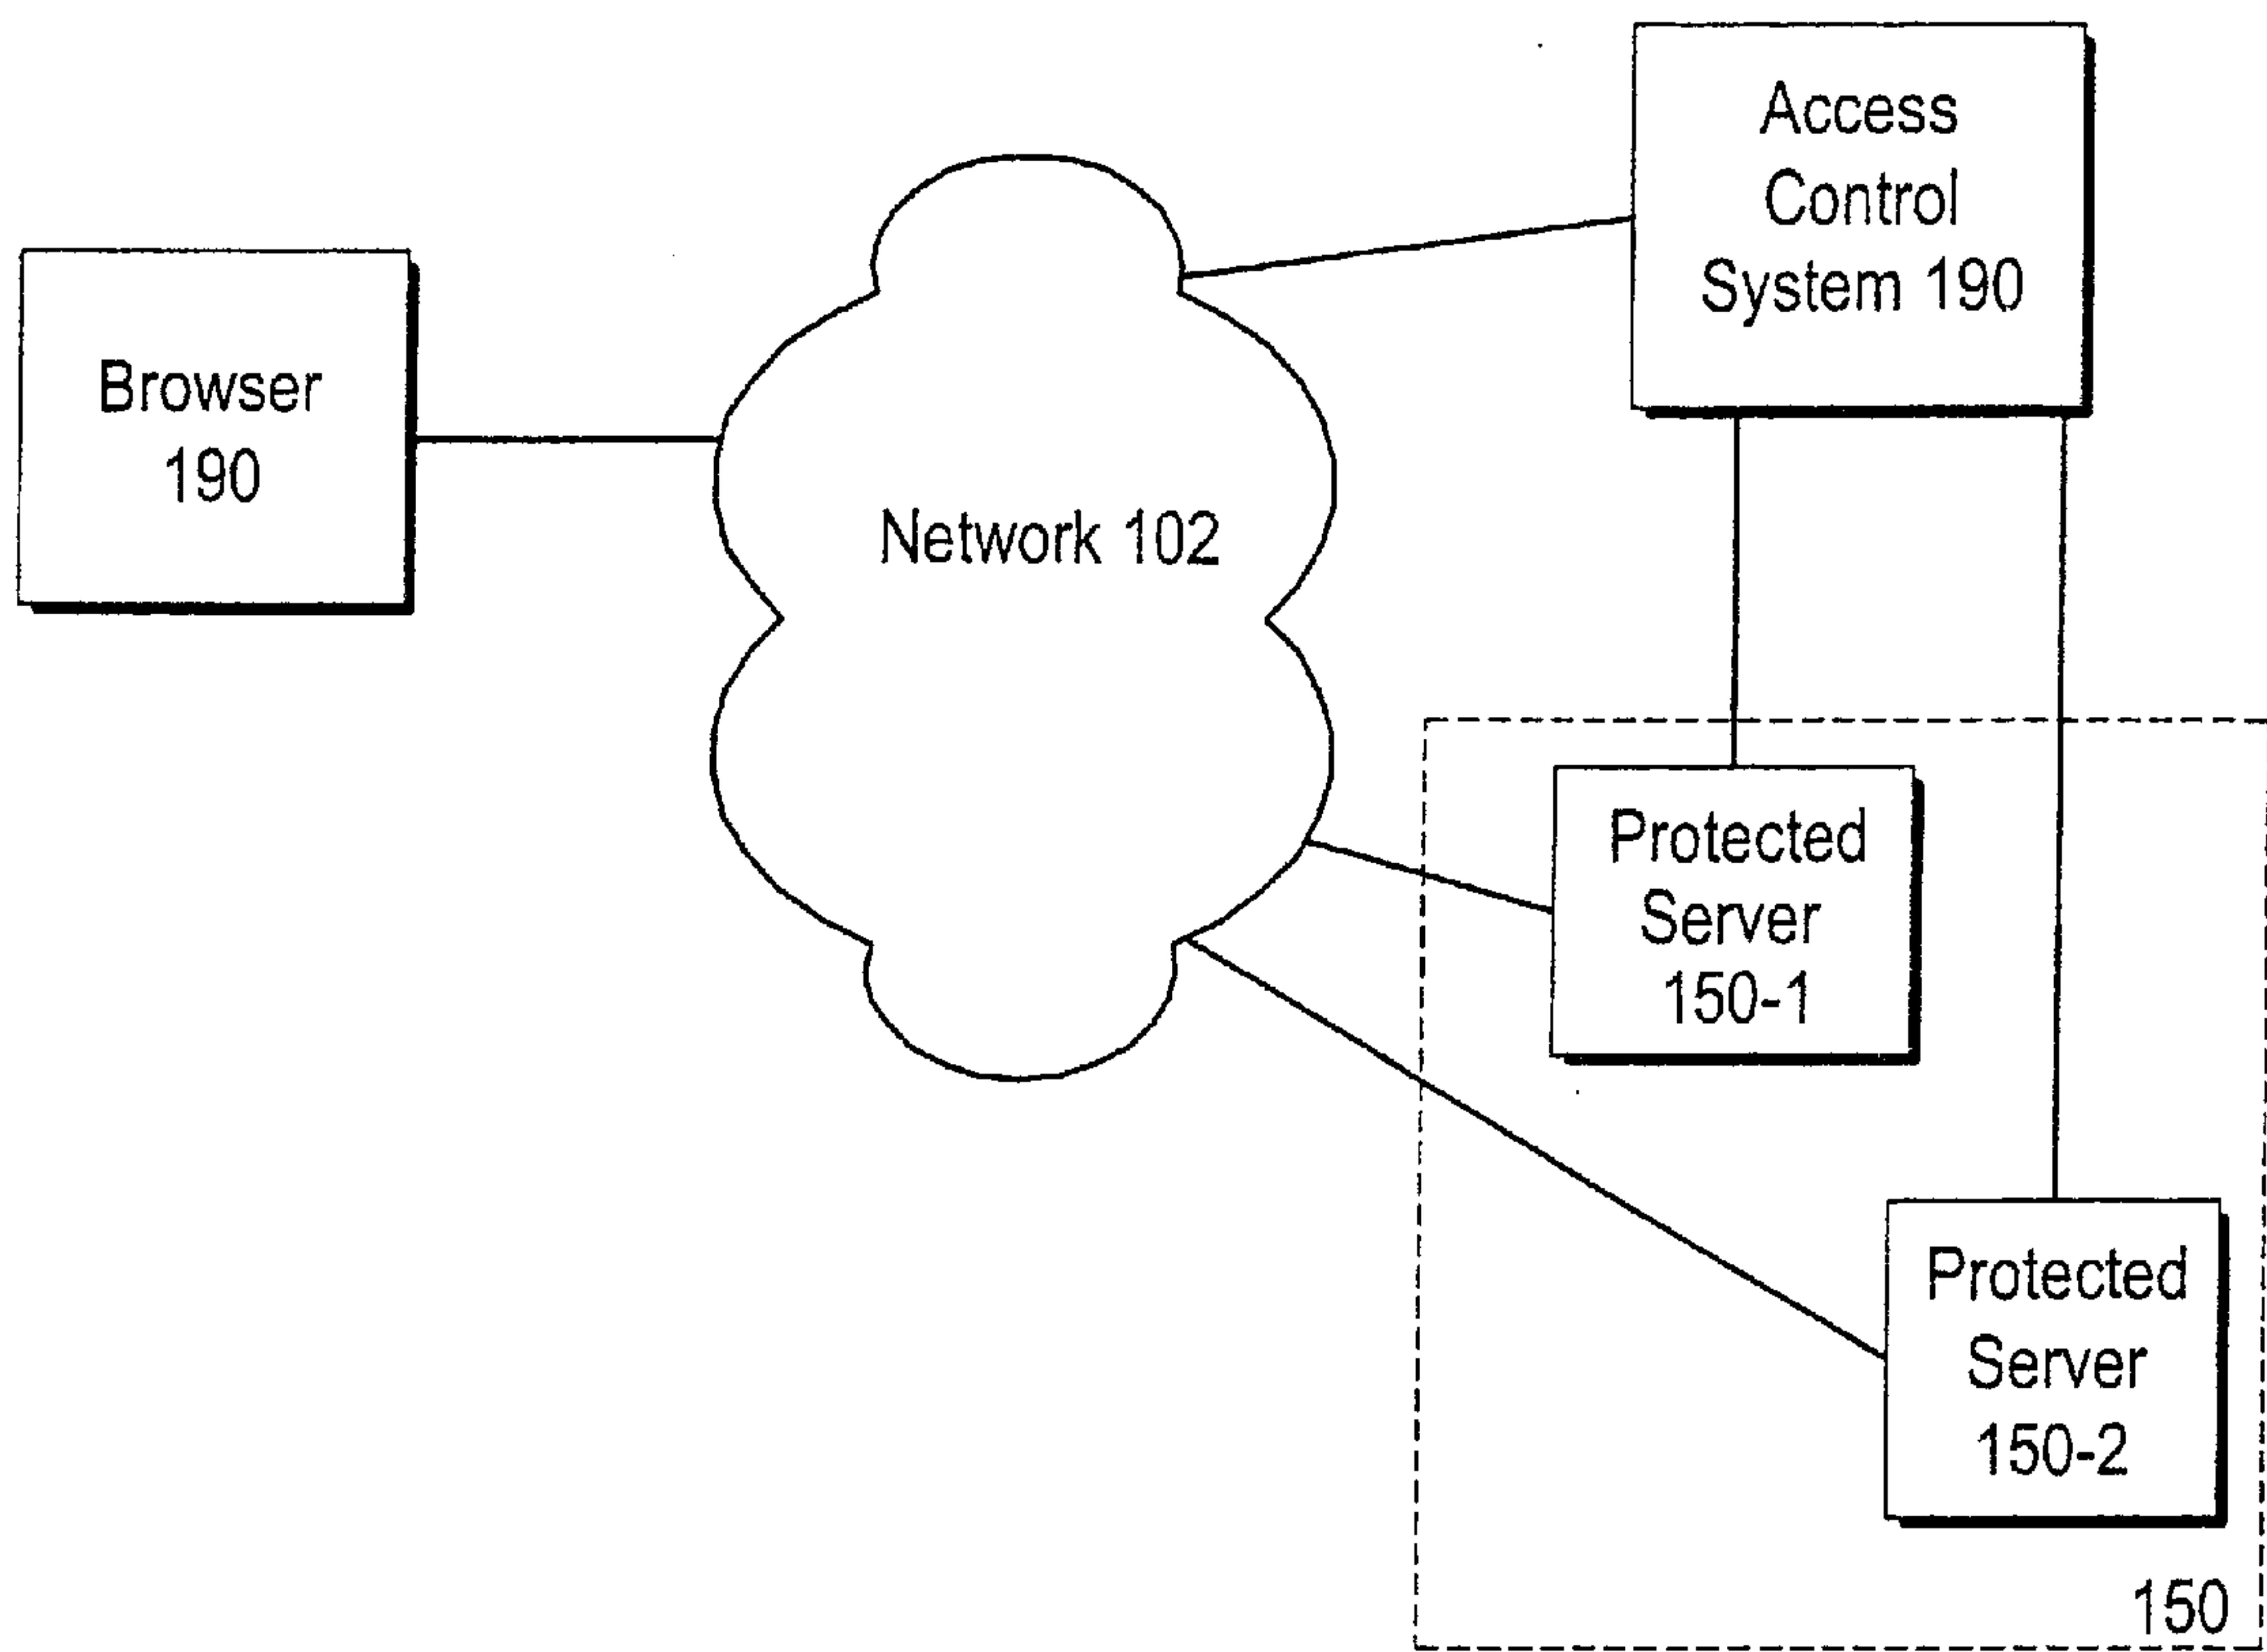 Access
Control
System 190
Browser
190
Network 102
Protected
Server
150-1
Protected
Server
150-2
150